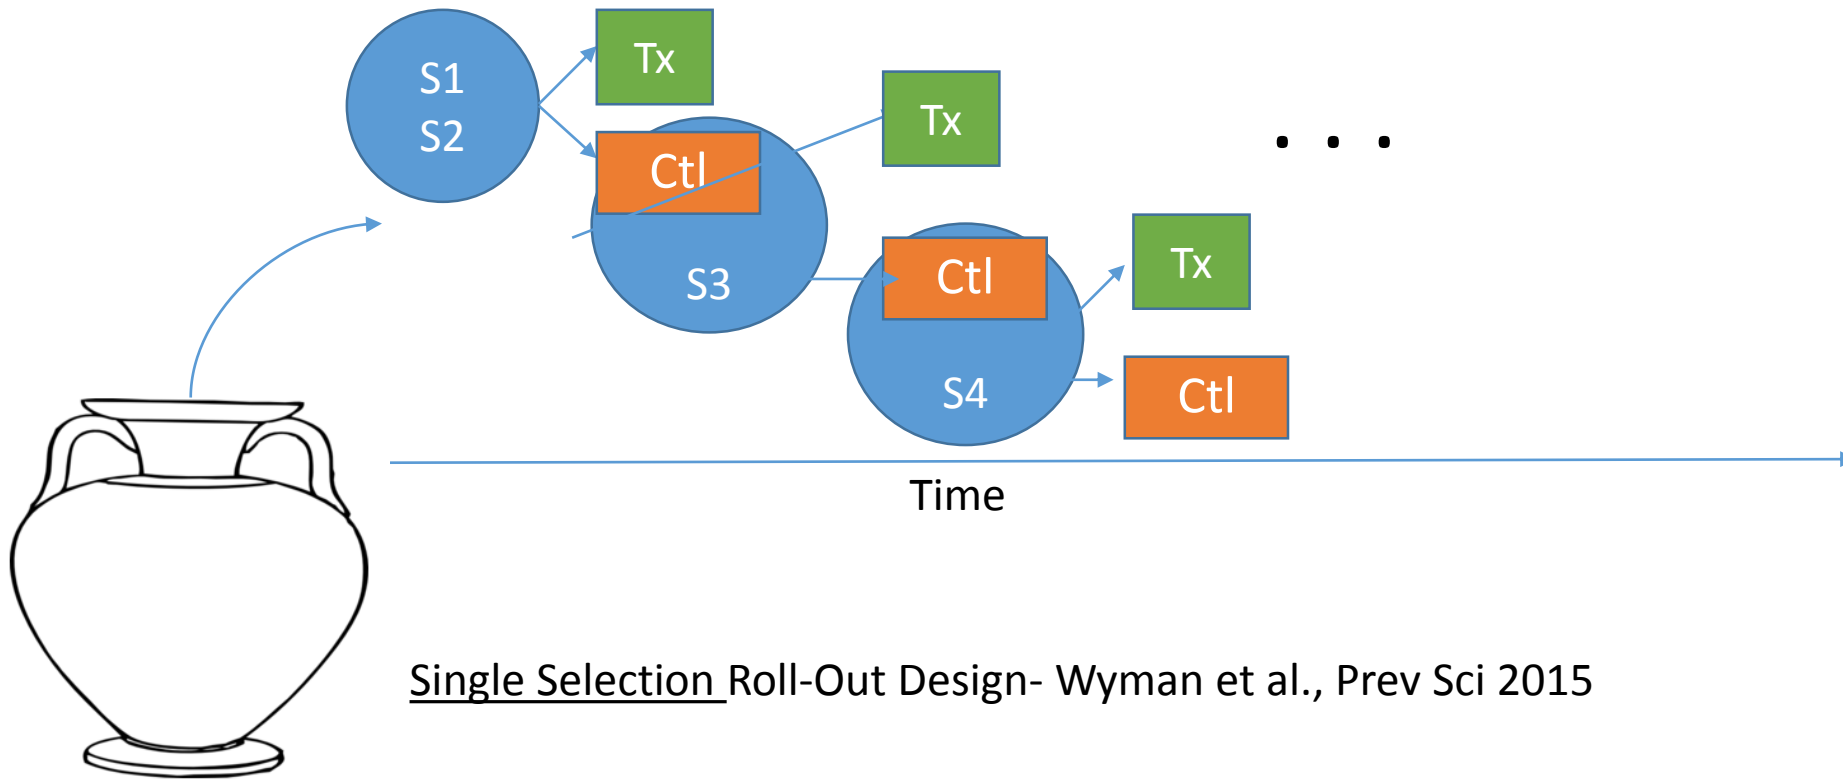 S1
S2
Tx
Ctl
S3
Tx
Ctl
S4
Tx
Ctl
. . .
Time
Single Selection Roll-Out Design- Wyman et al., Prev Sci 2015